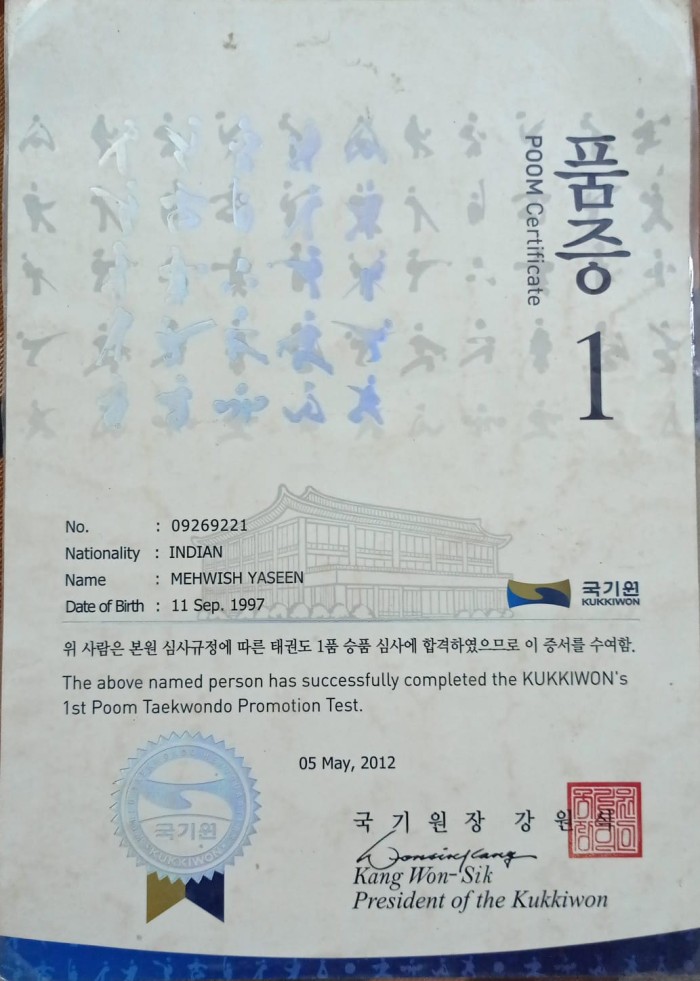 품증
POOM Certificate
1
No. : 09269221
Nationality : INDIAN
Name : MEHWISH YASEEN
Date of Birth : 11 Sep. 1997
국기원
KUKKIWON
위 사람은 본원 심사규정에 따른 태권도 1품 승품 심사에 합격하였으므로 이 증서를 수여함.
The above named person has successfully completed the KUKKIWON's
1st Poom Taekwondo Promotion Test.
05 May, 2012
국기원
KUKKIWON
국 기 원 장 강 원 식
Kang Won-Sik
President of the Kukkiwon